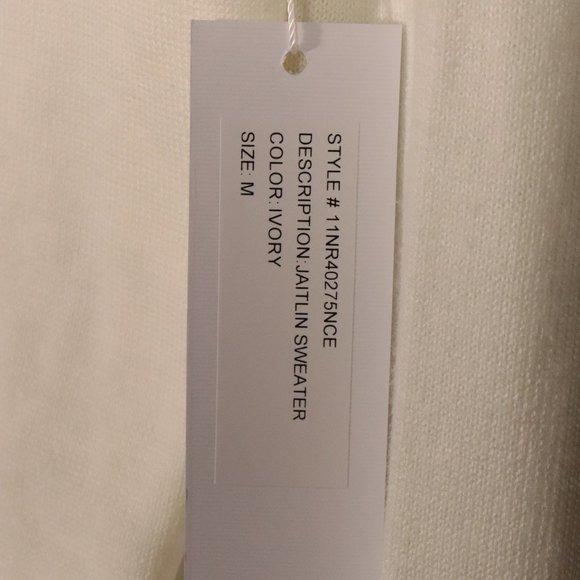 STYLE # 11NR40275NCE
DESCRIPTION:JAITLIN SWEATER
COLOR:IVORY
SIZE: M